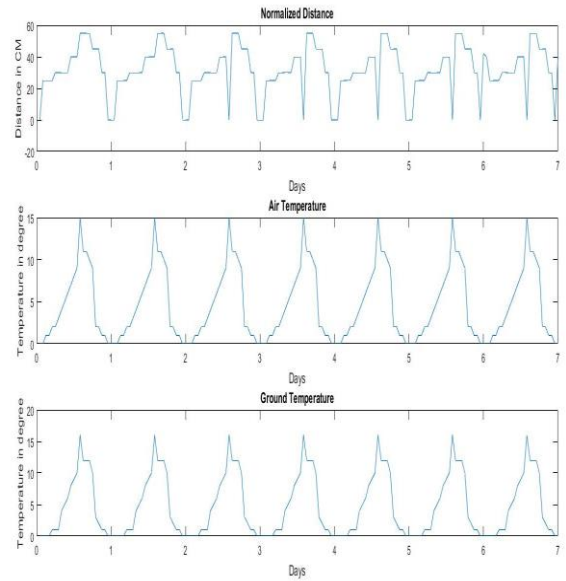 Normalized Distance
Distance in CM
60
40
20
0
-20
0 1 2 3 4 5 6 7
Days
Air Temperature
Temperature in degree
15
10
5
0
0 1 2 3 4 5 6 7
Days
Ground Temperature
Temperature in degree
20
15
10
5
0
0 1 2 3 4 5 6 7
Days